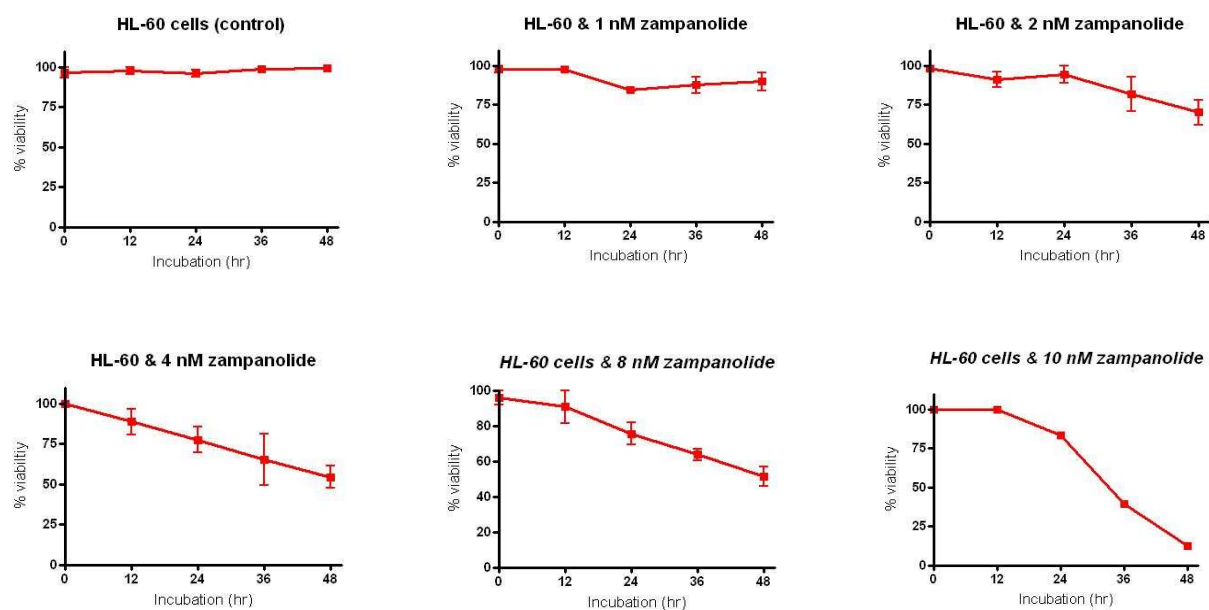 HL-60 cells (control)
100
75
50
25
0
% viability
0 12 24 36 48
Incubation (hr)
HL-60 & 1 nM zampanolide
100
75
50
25
0
% viability
0 12 24 36 48
Incubation (hr)
HL-60 & 2 nM zampanolide
100
75
50
25
0
% viability
0 12 24 36 48
Incubation (hr)
HL-60 & 4 nM zampanolide
100
75
50
25
0
% viabiltiy
0 12 24 36 48
Incubation (hr)
HL-60 cells & 8 nM zampanolide
100
80
60
40
20
0
% viability
0 12 24 36 48
Incubation (hr)
HL-60 cells & 10 nM zampanolide
100
75
50
25
0
% viability
0 12 24 36 48
Incubation (hr)